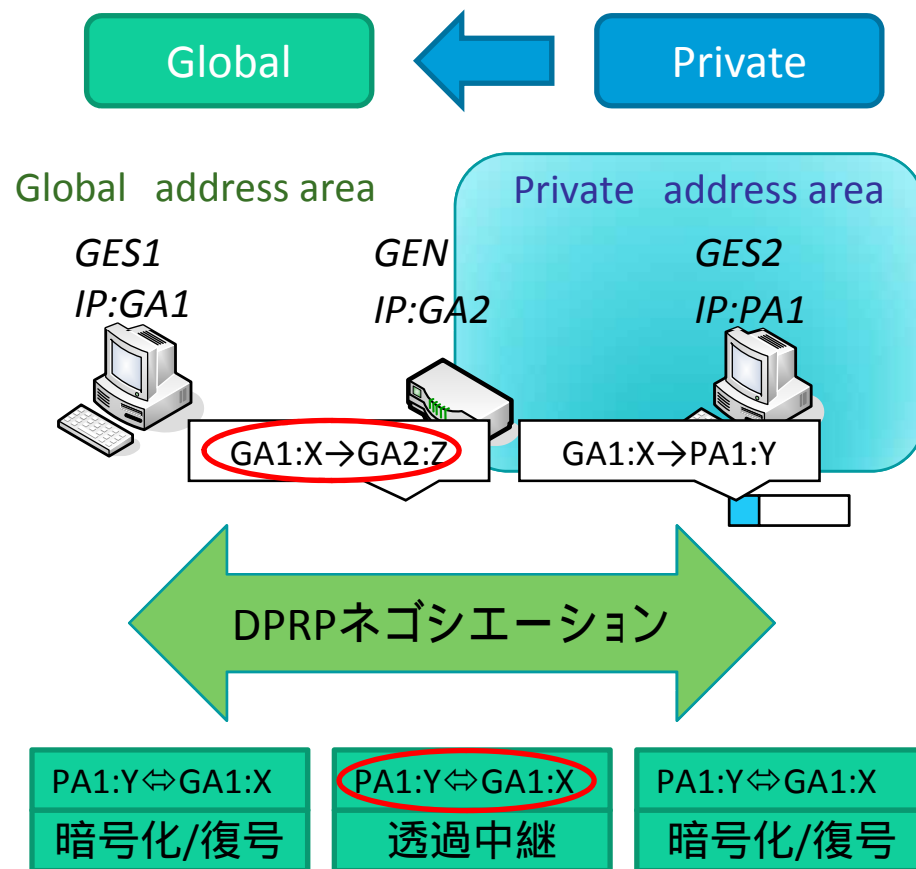 Global
Private
Global address area
Private address area
GES1
GEN
GES2
IP:GA1
IP:GA2
IP:PA1
GA1:X→GA2:Z
GA1:X→PA1:Y
DPRPネゴシエーション
PA1:Y⇔GA1:X
PA1:Y⇔GA1:X
PA1:Y⇔GA1:X
暗号化/復号
透過中継
暗号化/復号